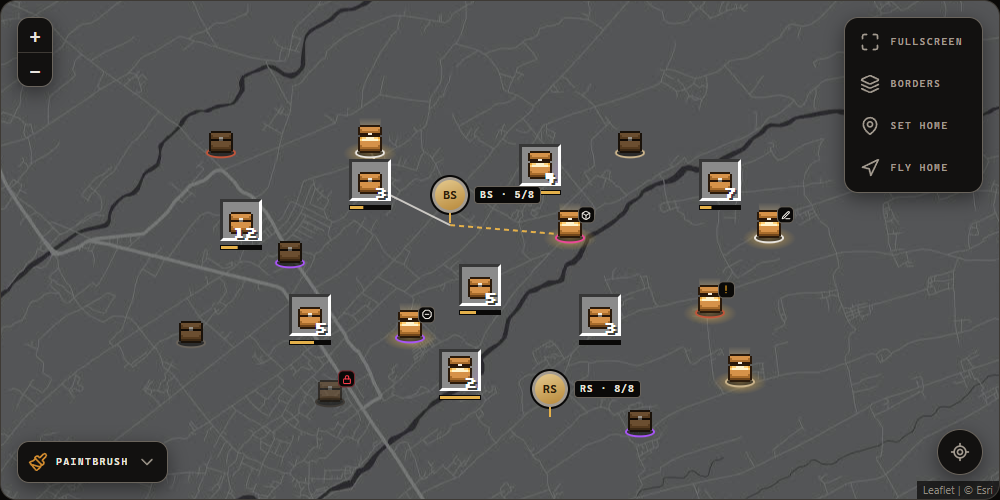 +
−
FULLSCREEN
BORDERS
SET HOME
FLY HOME
3
4
7
12
BS
BS · 5/8
5
5
3
2
RS
RS · 8/8
!
PAINTBRUSH
Leaflet | © Esri